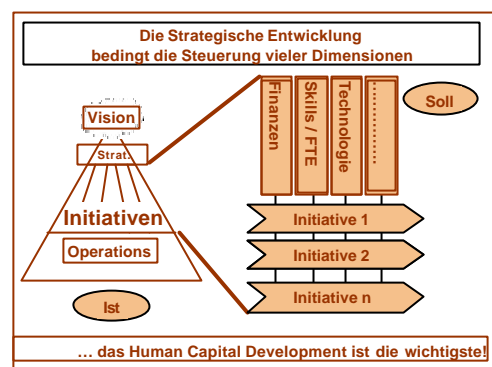 Die Strategische Entwicklung
bedingt die Steuerung vieler Dimensionen
Vision
Strat.
Initiativen
Operations
Ist
Finanzen
Skills / FTE
Technologie
............
Soll
Initiative 1
Initiative 2
Initiative n
... das Human Capital Development ist die wichtigste!